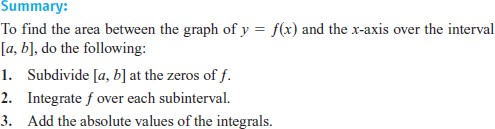 Summary:
To find the area between the graph of y = f(x) and the x-axis over the interval
[a, b], do the following:
1. Subdivide [a, b] at the zeros of f.
2. Integrate f over each subinterval.
3. Add the absolute values of the integrals.